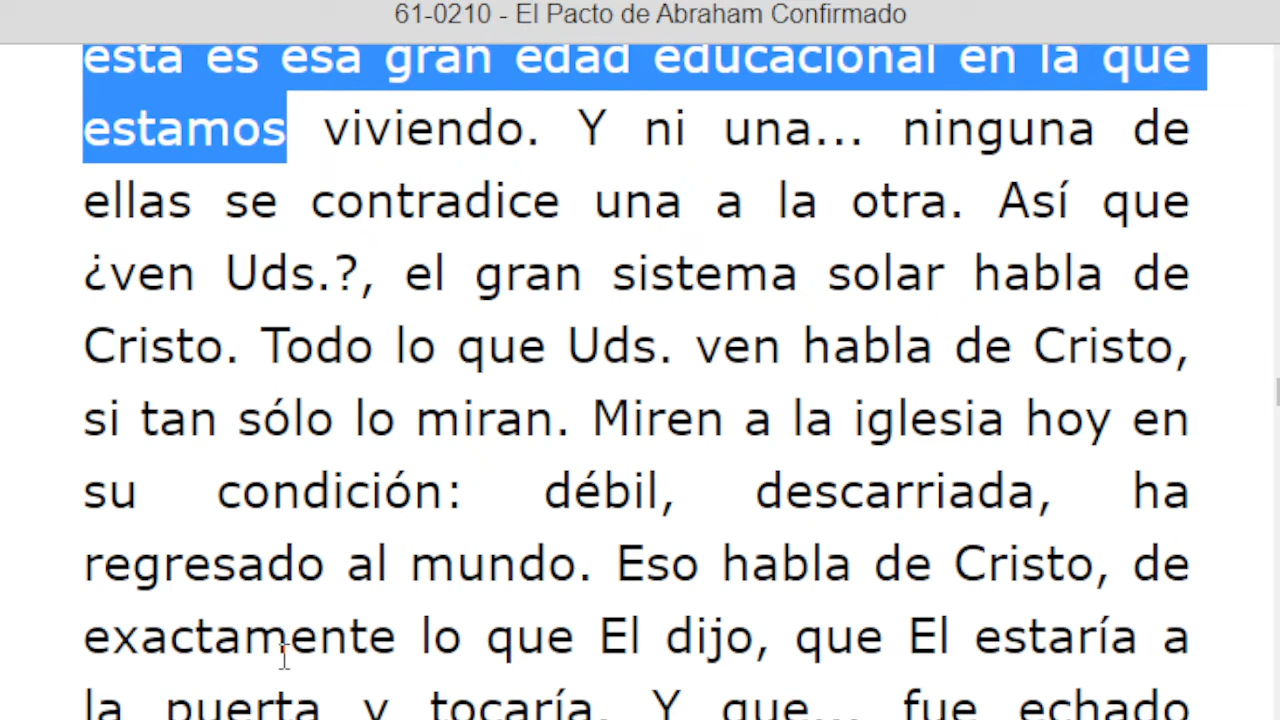 61-0210 - El Pacto de Abraham Confirmado
esta es esa gran edad educacional en la que
estamos viviendo. Y ni una... ninguna de
ellas se contradice una a la otra. Así que
¿ven Uds.?, el gran sistema solar habla de
Cristo. Todo lo que Uds. ven habla de Cristo,
si tan sólo lo miran. Miren a la iglesia hoy en
su condición: débil, descarriada, ha
regresado al mundo. Eso habla de Cristo, de
exactamente lo que El dijo, que El estaría a
la puerta y tocaría. Y que... fue echado